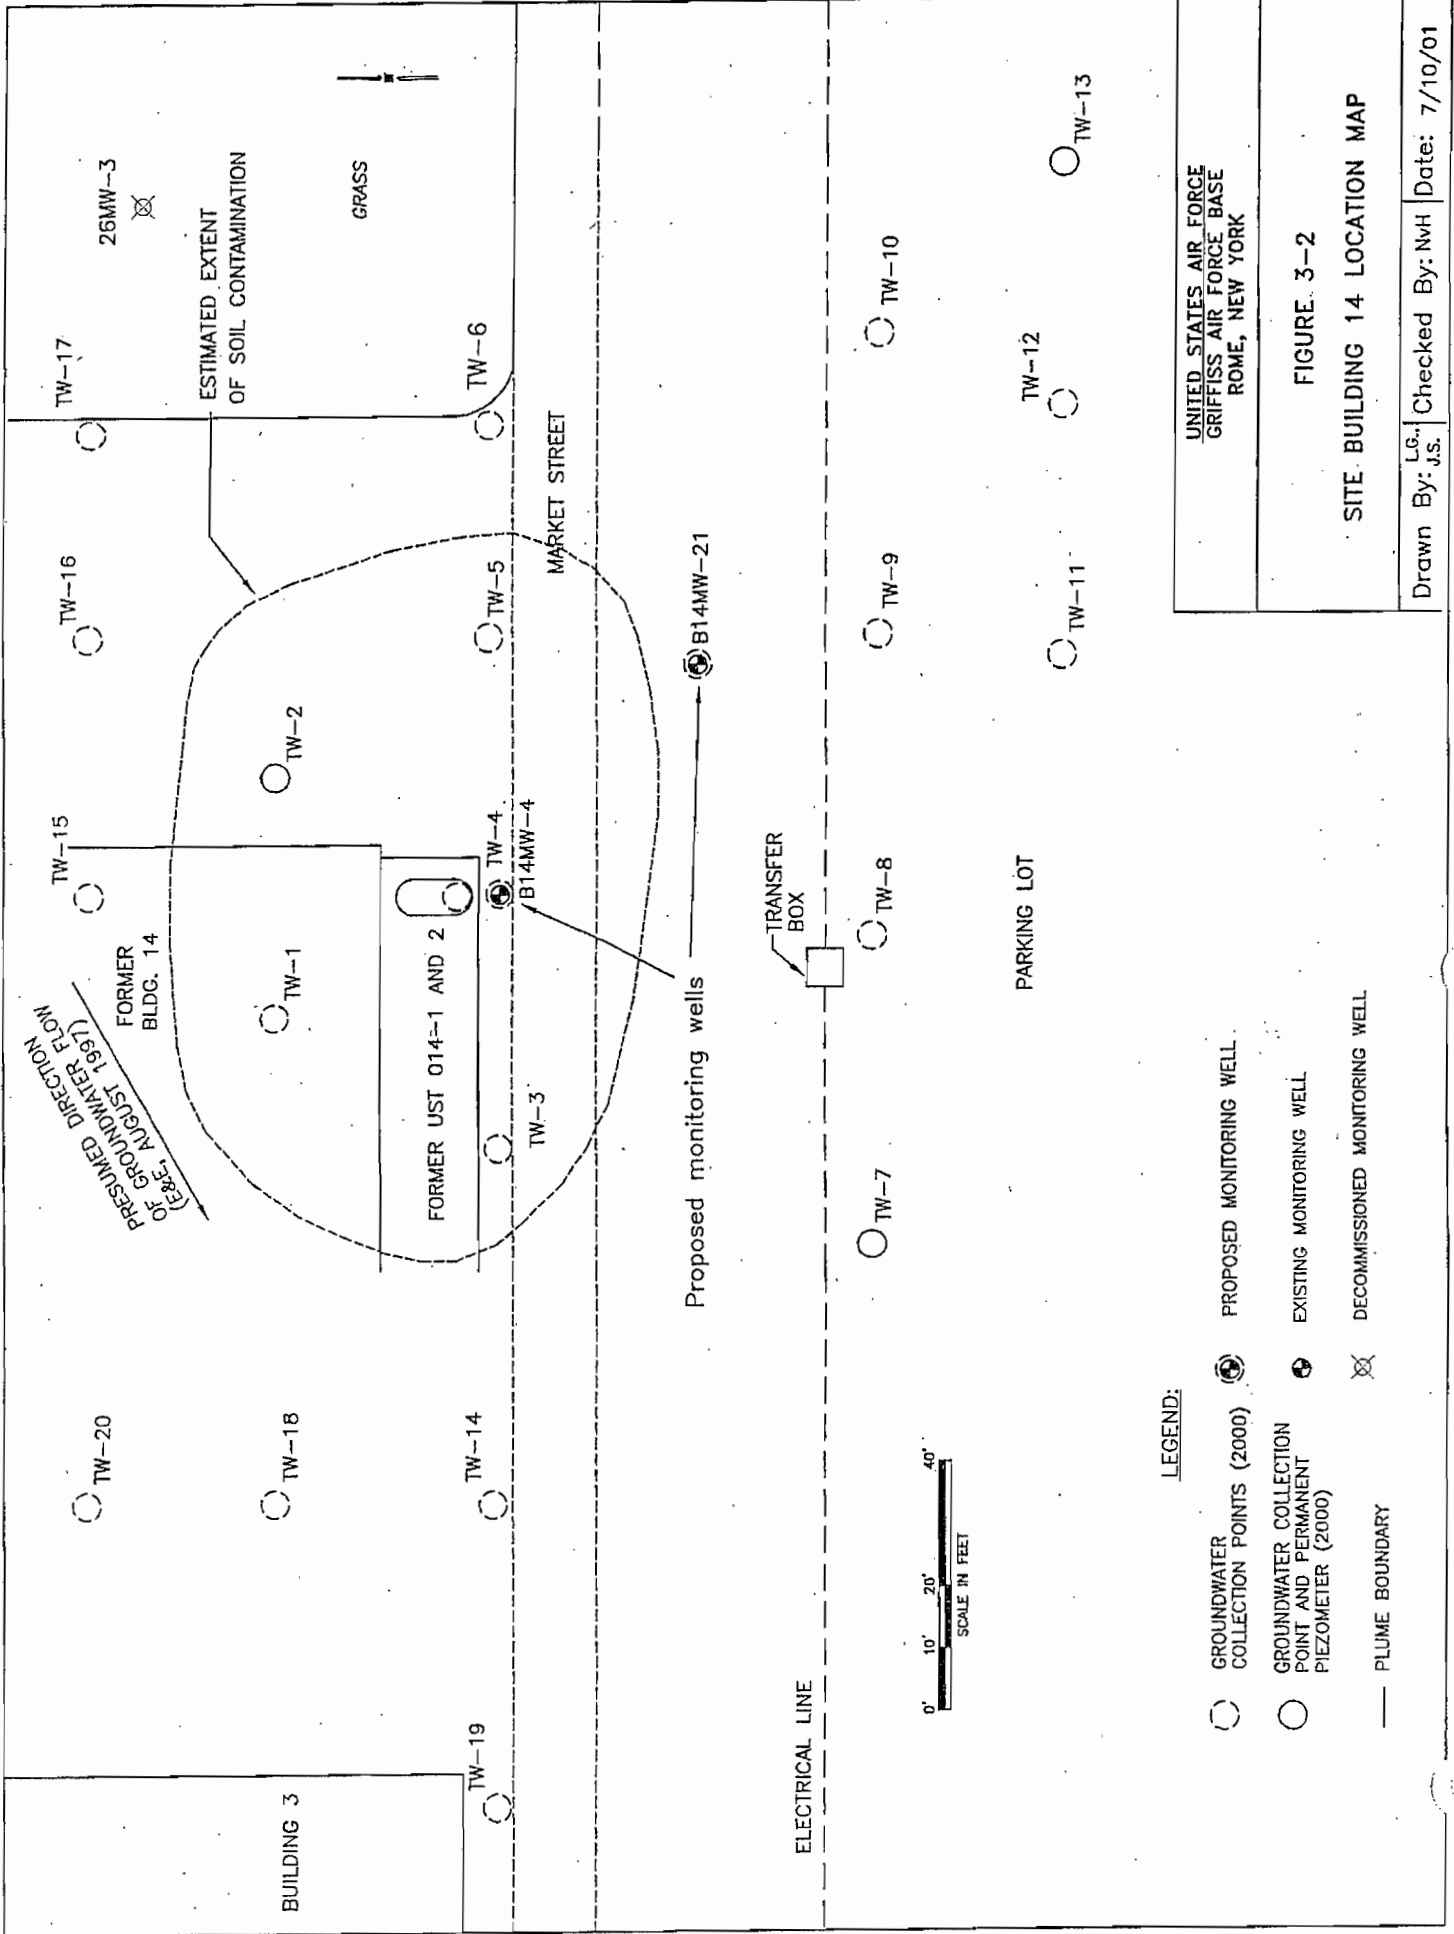 TW-20
TW-18
TW-14
TW-19
BUILDING 3
PRESUMED DIRECTION
OF GROUNDWATER FLOW
(E&E, AUGUST 1997)
FORMER
BLDG. 14
TW-15
TW-16
TW-17
26MW-3
ESTIMATED EXTENT
OF SOIL CONTAMINATION
GRASS
TW-1
TW-2
FORMER UST 014-1 AND 2
TW-3
TW-4
B14MW-4
TW-5
TW-6
MARKET STREET
Proposed monitoring wells
B14MW-21
ELECTRICAL LINE
TRANSFER
BOX
TW-7
TW-8
TW-9
TW-10
0' 10' 20' 40'
SCALE IN FEET
PARKING LOT
TW-11
TW-12
TW-13
LEGEND:
GROUNDWATER
COLLECTION POINTS (2000)
GROUNDWATER COLLECTION
POINT AND PERMANENT
PIEZOMETER (2000)
PLUME BOUNDARY
PROPOSED MONITORING WELL
EXISTING MONITORING WELL
DECOMMISSIONED MONITORING WELL
UNITED STATES AIR FORCE
GRIFFISS AIR FORCE BASE
ROME, NEW YORK
FIGURE 3-2
SITE BUILDING 14 LOCATION MAP
Drawn By: L.G., J.S. Checked By: NvH Date: 7/10/01